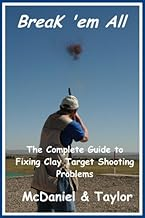 BreaK 'em All
The Complete Guide to
Fixing Clay Target Shooting
Problems
McDaniel & Taylor